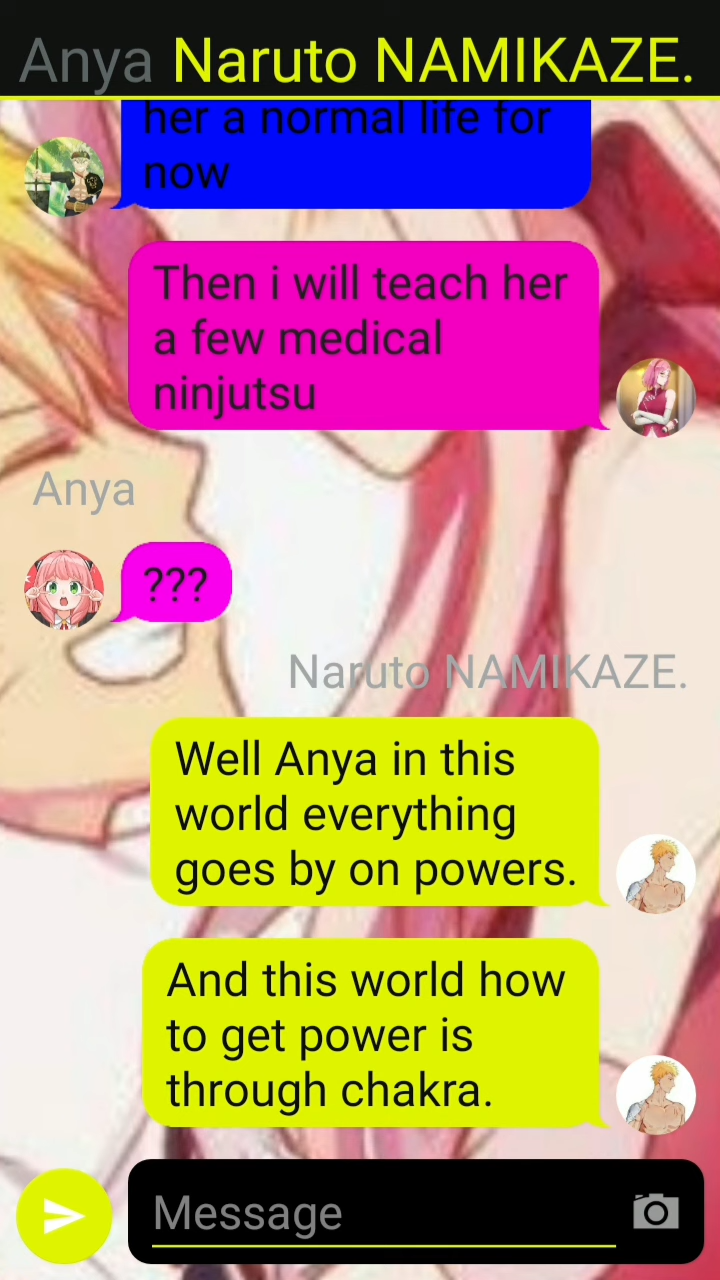 Anya Naruto NAMIKAZE.
her a normal life for
now
Then i will teach her
a few medical
ninjutsu
Anya
???
Naruto NAMIKAZE.
Well Anya in this
world everything
goes by on powers.
And this world how
to get power is
through chakra.
Message